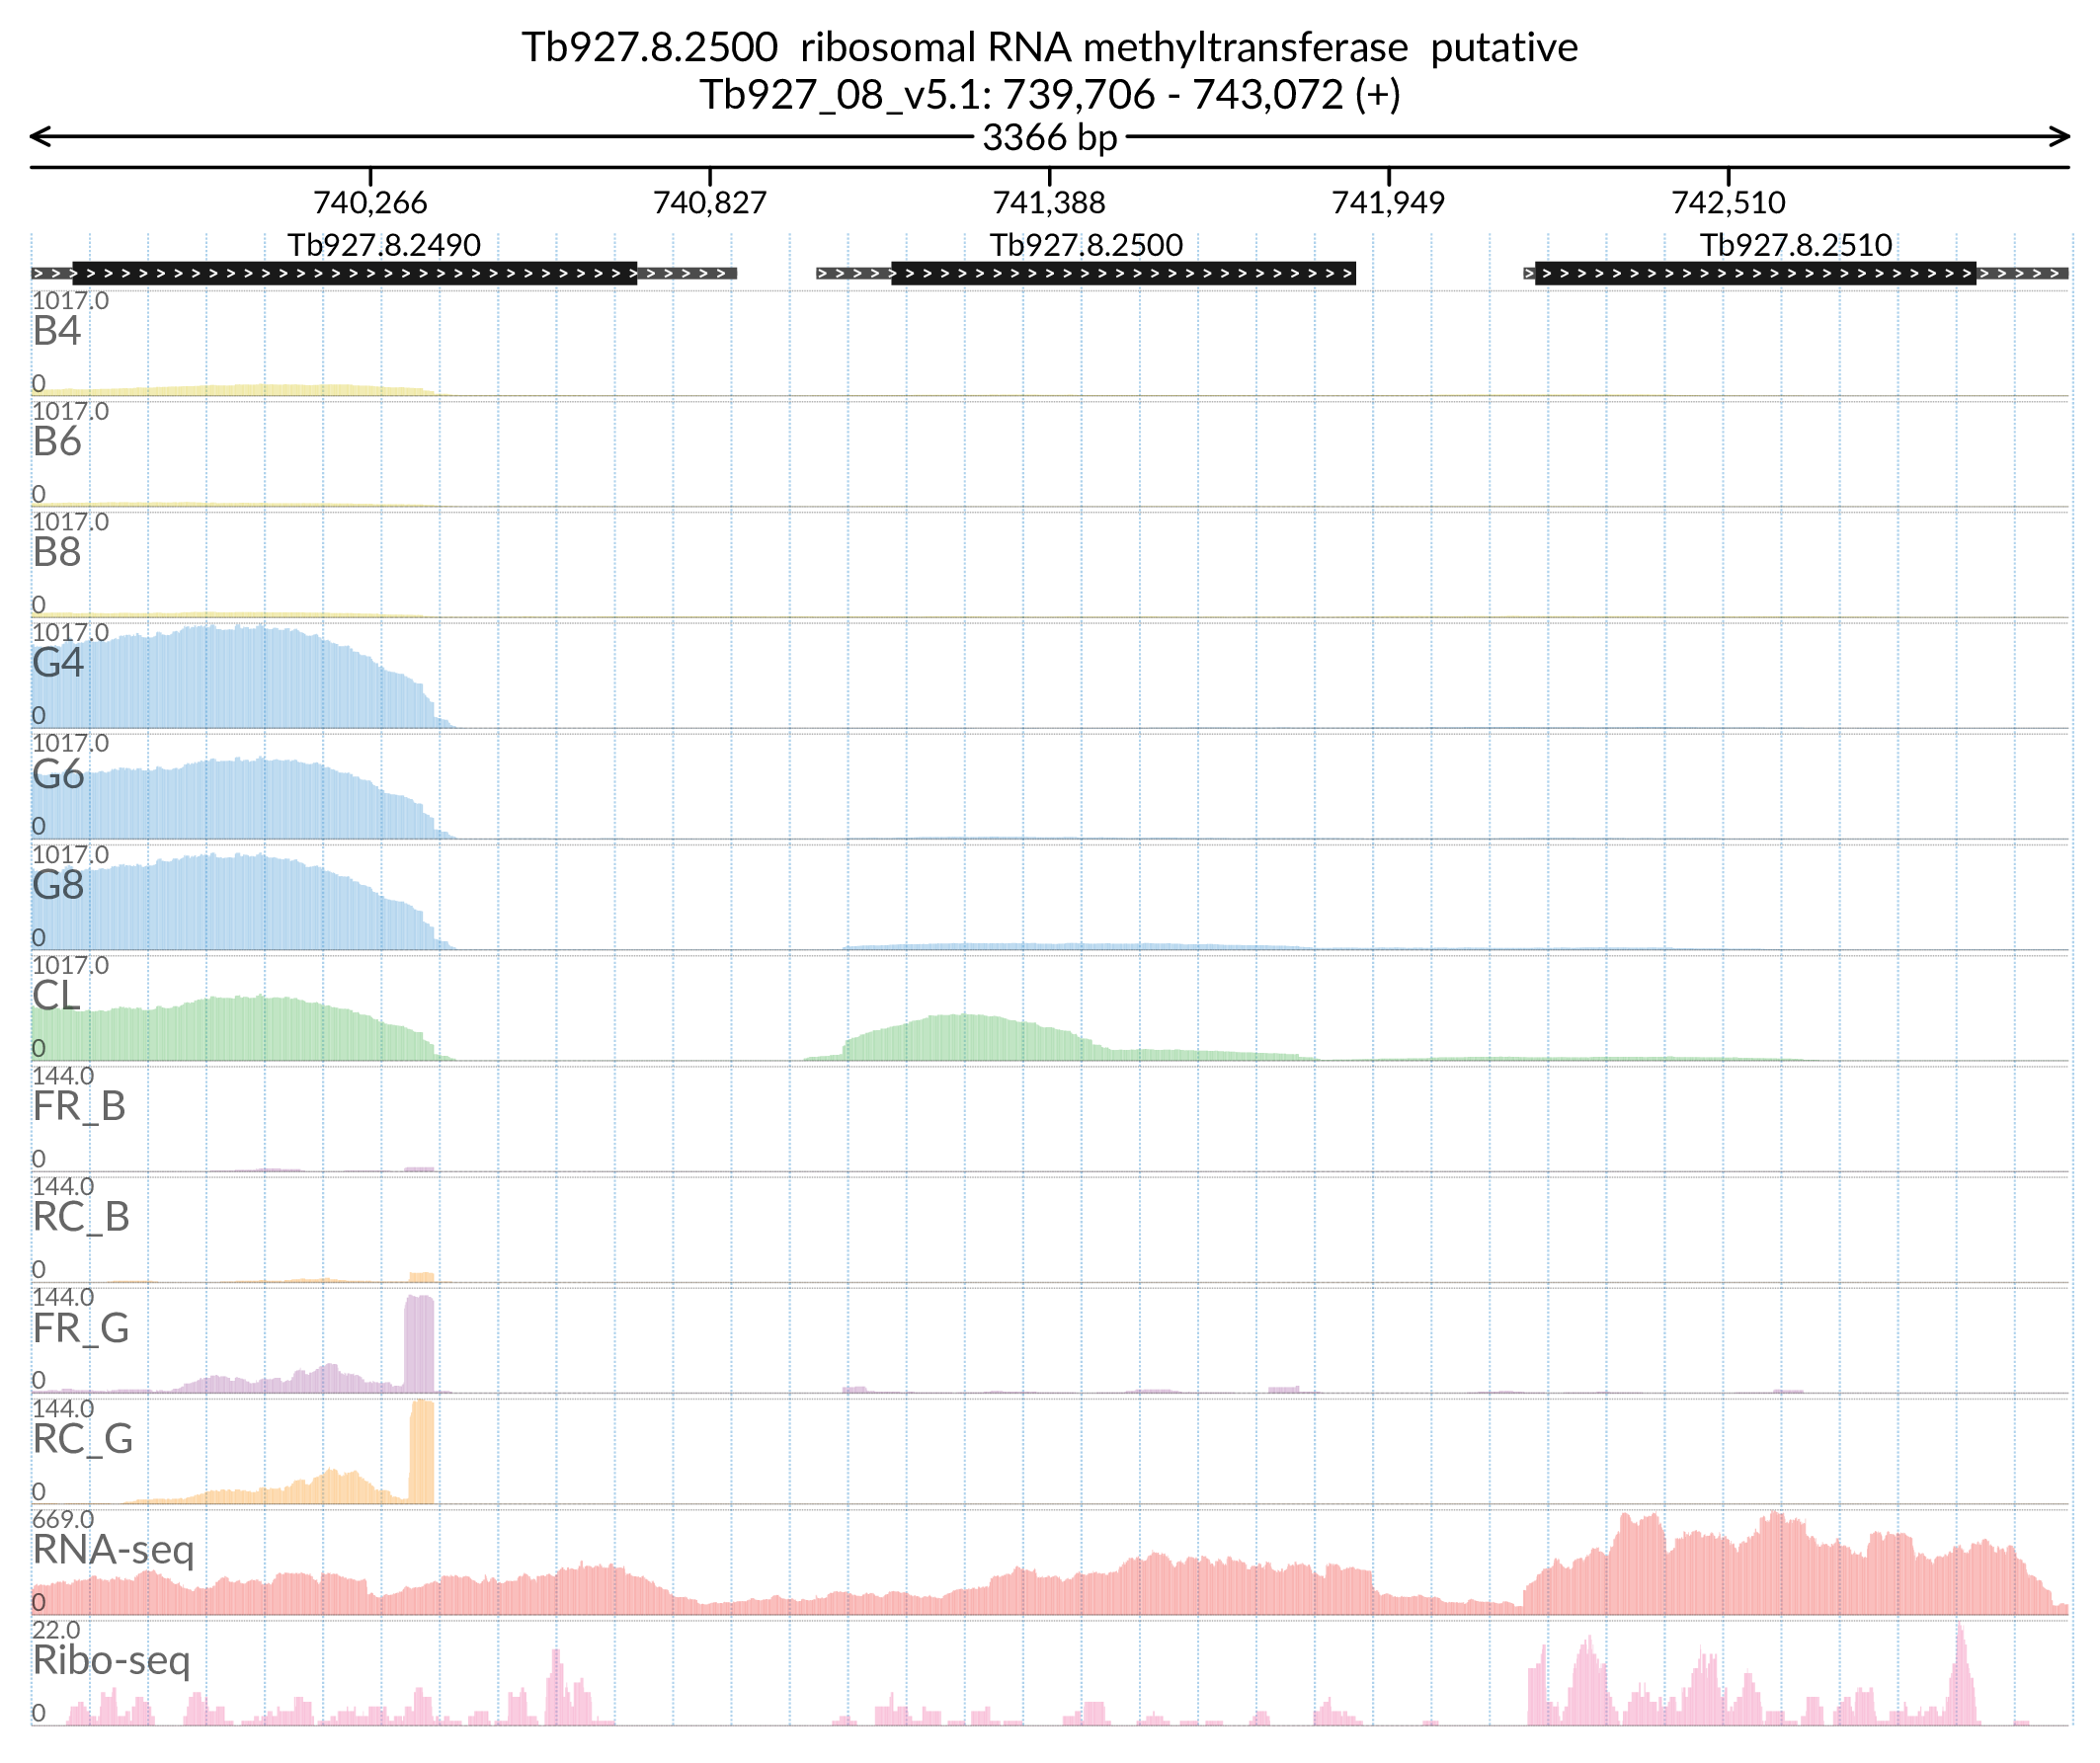 Tb927.8.2500 ribosomal RNA methyltransferase putative
Tb927_08_v5.1: 739,706 - 743,072 (+)
3366 bp
740,266 740,827 741,388 741,949 742,510
Tb927.8.2490 Tb927.8.2500 Tb927.8.2510
1017.0
B4
0
1017.0
B6
0
1017.0
B8
0
1017.0
G4
0
1017.0
G6
0
1017.0
G8
0
1017.0
CL
0
144.0
FR_B
0
144.0
RC_B
0
144.0
FR_G
0
144.0
RC_G
0
669.0
RNA-seq
0
22.0
Ribo-seq
0